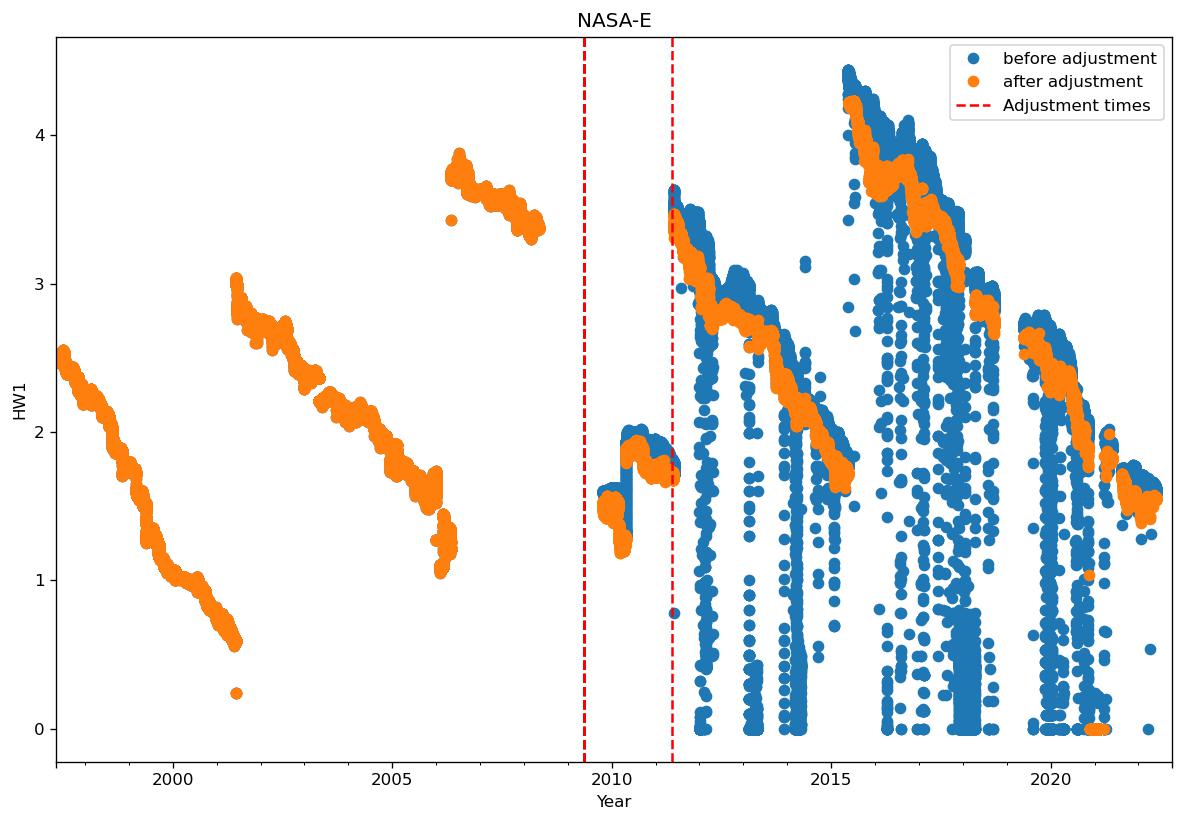 NASA-E
before adjustment
after adjustment
Adjustment times
HW1
4
3
2
1
0
2000
2005
2010
2015
2020
Year